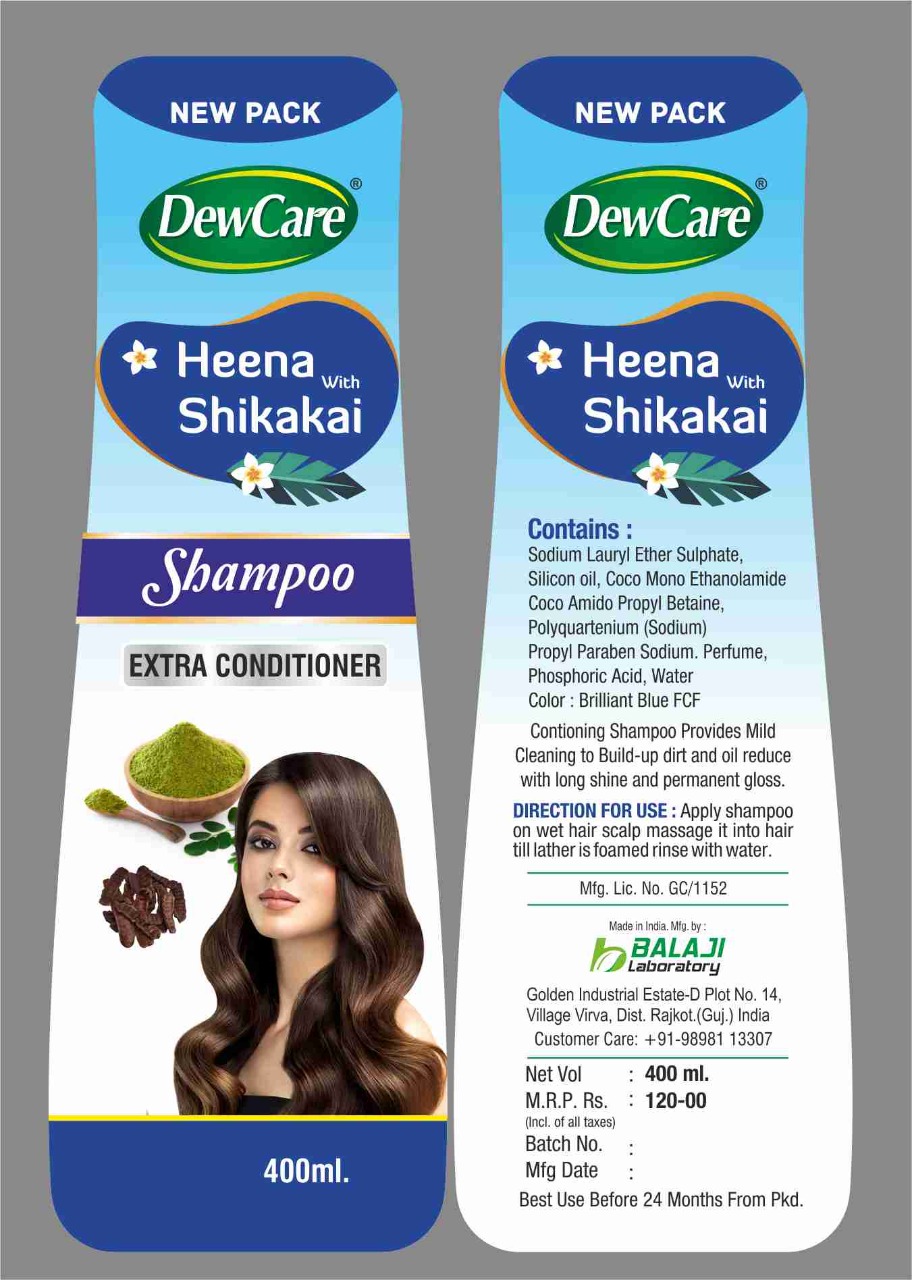 NEW PACK
DewCare®
Heena
With
Shikakai
Shampoo
EXTRA CONDITIONER
400ml.
NEW PACK
DewCare®
Heena
With
Shikakai
Contains :
Sodium Lauryl Ether Sulphate,
Silicon oil, Coco Mono Ethanolamide
Coco Amido Propyl Betaine,
Polyquartenium (Sodium)
Propyl Paraben Sodium. Perfume,
Phosphoric Acid, Water
Color : Brilliant Blue FCF
Contioning Shampoo Provides Mild
Cleaning to Build-up dirt and oil reduce
with long shine and permanent gloss.
DIRECTION FOR USE : Apply shampoo
on wet hair scalp massage it into hair
till lather is foamed rinse with water.
Mfg. Lic. No. GC/1152
Made in India. Mfg. by :
BALAJI
Laboratory
Golden Industrial Estate-D Plot No. 14,
Village Virva, Dist. Rajkot.(Guj.) India
Customer Care: +91-98981 13307
Net Vol : 400 ml.
M.R.P. Rs. : 120-00
(Incl. of all taxes)
Batch No. :
Mfg Date :
Best Use Before 24 Months From Pkd.